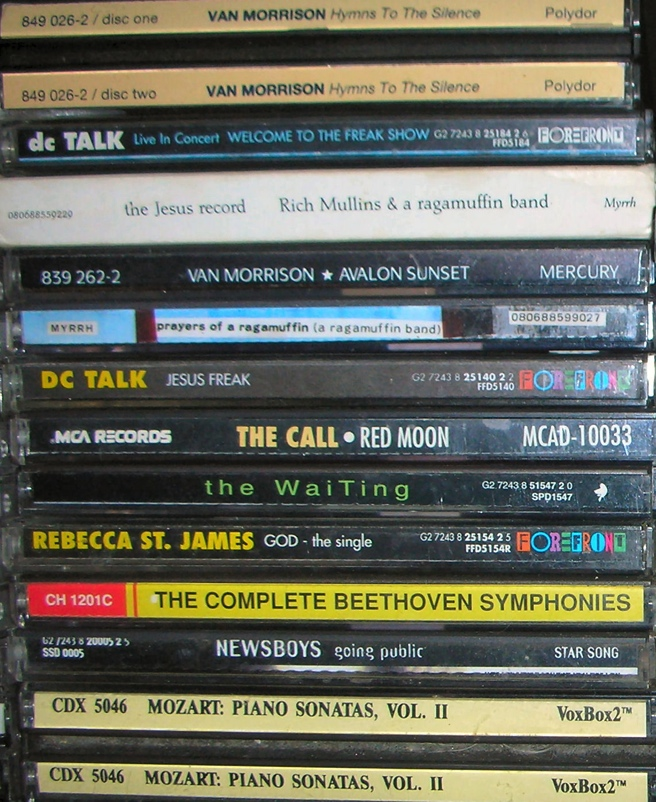 849 026-2 / disc one VAN MORRISON Hymns To The Silence Polydor
849 026-2 / disc two VAN MORRISON Hymns To The Silence Polydor
dc TALK Live In Concert WELCOME TO THE FREAK SHOW G2 7243 8 25184 2 6 FOREFRONT
FFD5184
080688559229 the Jesus record Rich Mullins & a ragamuffin band Myrrh
839 262-2 VAN MORRISON ★ AVALON SUNSET MERCURY
MYRRH prayers of a ragamuffin (a ragamuffin band) 080688599027
DC TALK JESUS FREAK G2 7243 8 25140 2 2 FOREFRONT
FFD5140
.MCA RECORDS THE CALL • RED MOON MCAD-10033
the WaiTing G2 7243 8 51547 2 0
SPD1547
REBECCA ST. JAMES GOD - the single G2 7243 8 25154 2 5 FOREFRONT
FFD5154R
CH 1201C THE COMPLETE BEETHOVEN SYMPHONIES
G2 7243 8 20005 2 5 NEWSBOYS going public STAR SONG
SSD 0005
CDX 5046 MOZART: PIANO SONATAS, VOL. II VoxBox2™
CDX 5046 MOZART: PIANO SONATAS, VOL. II VoxBox2™